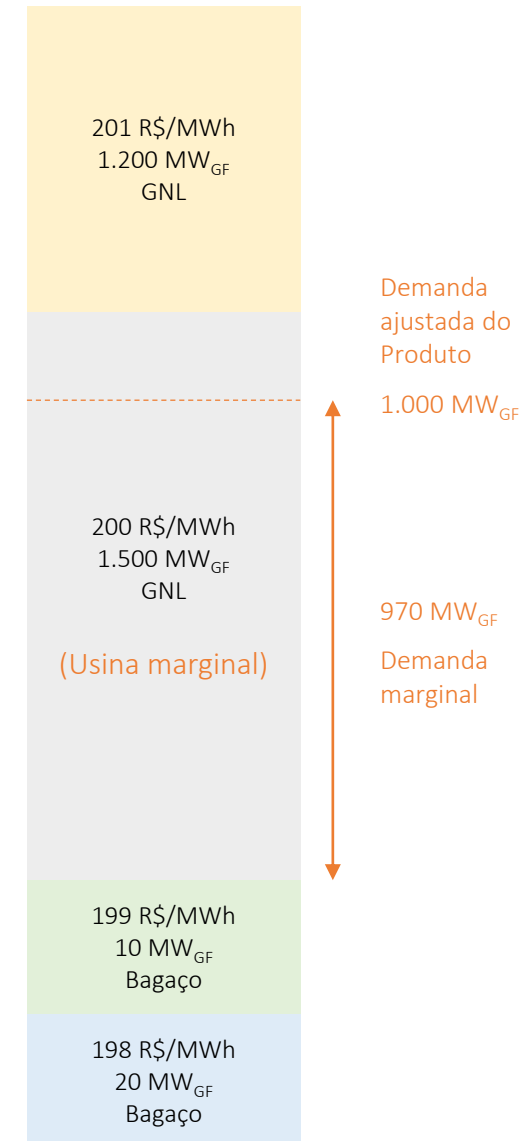 201 R$/MWh
1.200 MWGF
GNL
Demanda
ajustada do
Produto
1.000 MWGF
200 R$/MWh
1.500 MWGF
GNL
(Usina marginal)
970 MWGF
Demanda
marginal
199 R$/MWh
10 MWGF
Bagaço
198 R$/MWh
20 MWGF
Bagaço